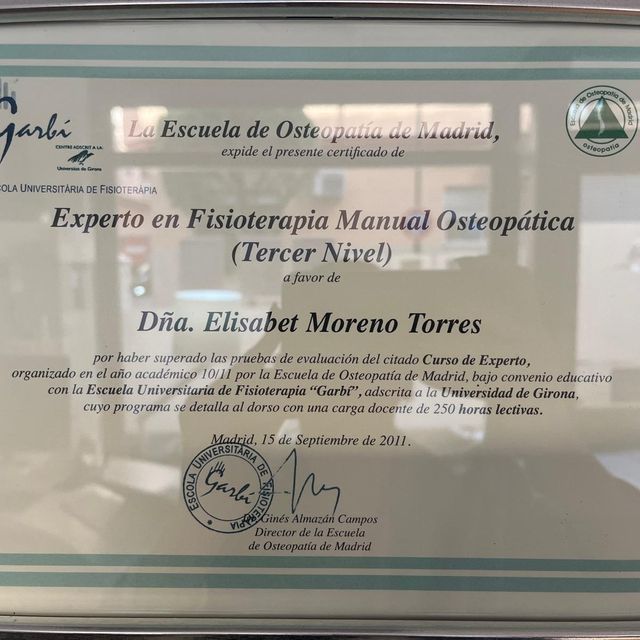 Garbí
CENTRE ADSCRIT A LA:
Universitat de Girona
ESCOLA UNIVERSITÀRIA DE FISIOTERÀPIA
Escuela de Osteopatía de Madrid
osteopatía
La Escuela de Osteopatía de Madrid,
expide el presente certificado de
Experto en Fisioterapia Manual Osteopática
(Tercer Nivel)
a favor de
Dña. Elisabet Moreno Torres
por haber superado las pruebas de evaluación del citado Curso de Experto,
organizado en el año académico 10/11 por la Escuela de Osteopatía de Madrid, bajo convenio educativo
con la Escuela Universitaria de Fisioterapia “Garbí”, adscrita a la Universidad de Girona,
cuyo programa se detalla al dorso con una carga docente de 250 horas lectivas.
Madrid, 15 de Septiembre de 2011.
ESCOLA UNIVERSITÀRIA DE FISIOTERÀPIA
Garbí
Ginés Almazán Campos
Director de la Escuela
de Osteopatía de Madrid